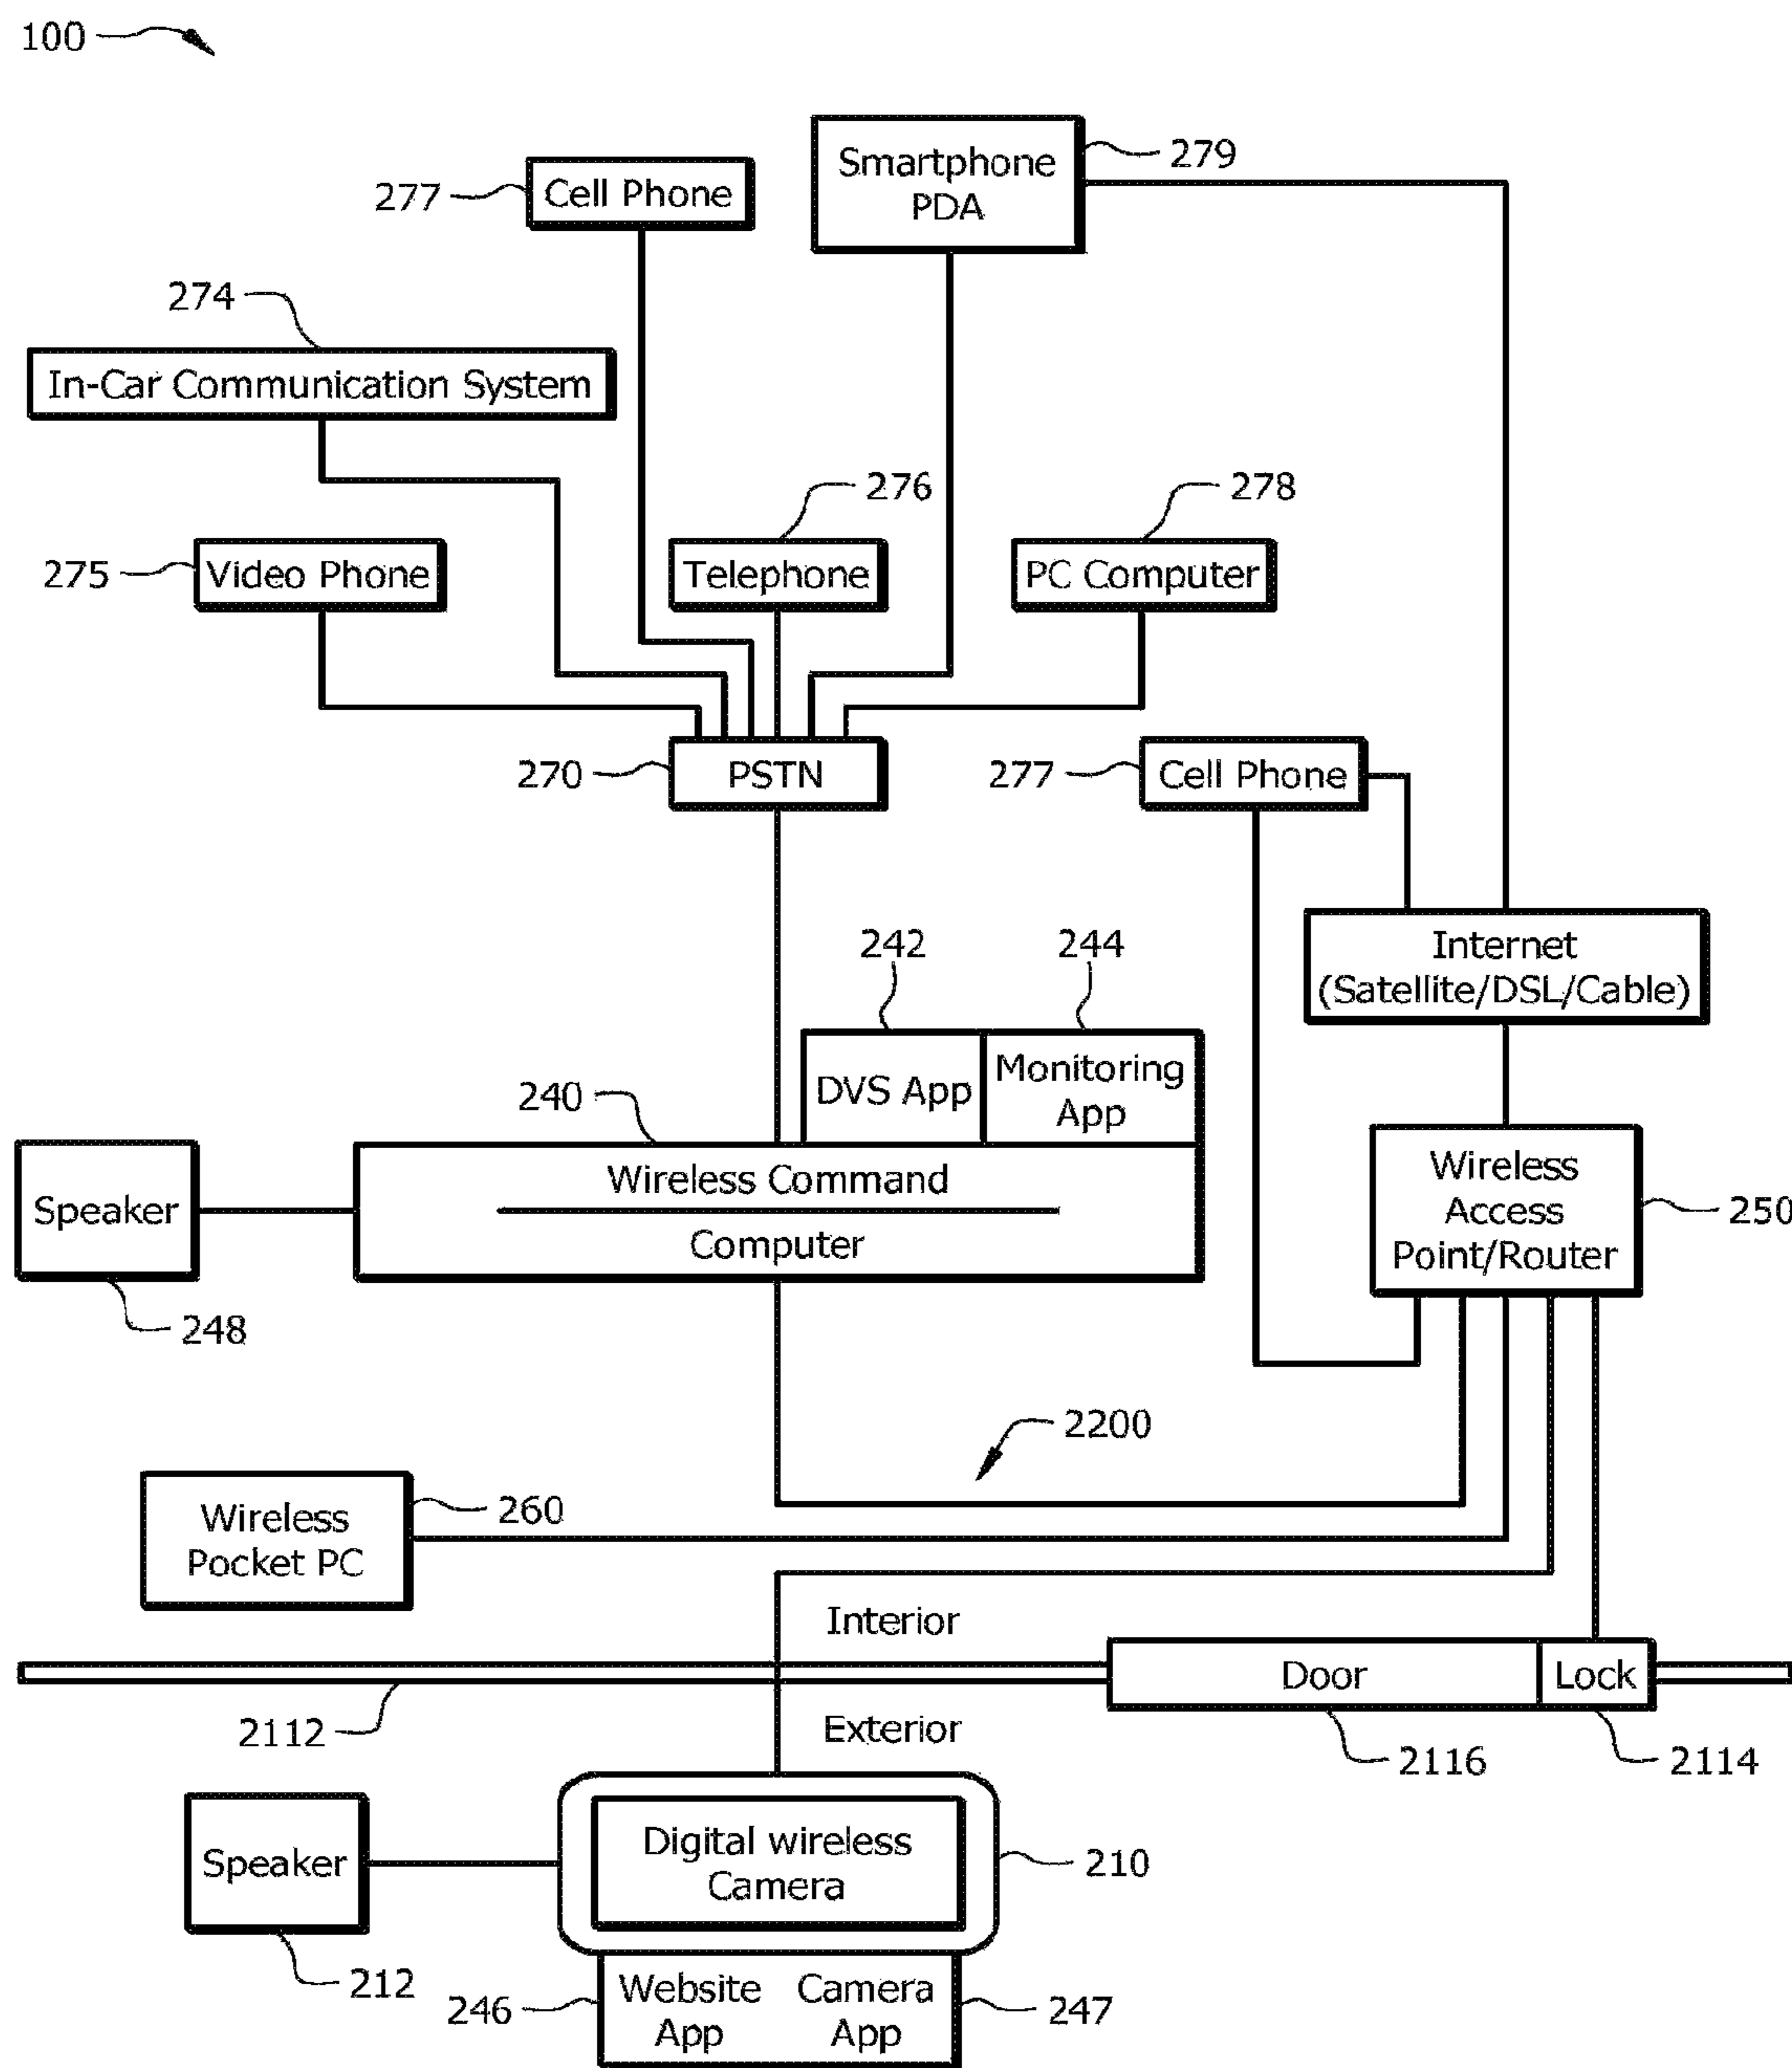 100
Smartphone
PDA
279
277
Cell Phone
274
In-Car Communication System
276
278
275
Video Phone
Telephone
PC Computer
270
PSTN
277
Cell Phone
242
244
Internet
(Satellite/DSL/Cable)
DVS App
Monitoring
App
240
Wireless Command
Computer
Speaker
248
Wireless
Access
Point/Router
250
2200
Wireless
Pocket PC
260
Interior
Door
Lock
2112
Exterior
2116
2114
Speaker
212
Digital wireless
Camera
210
246
Website
App
Camera
App
247